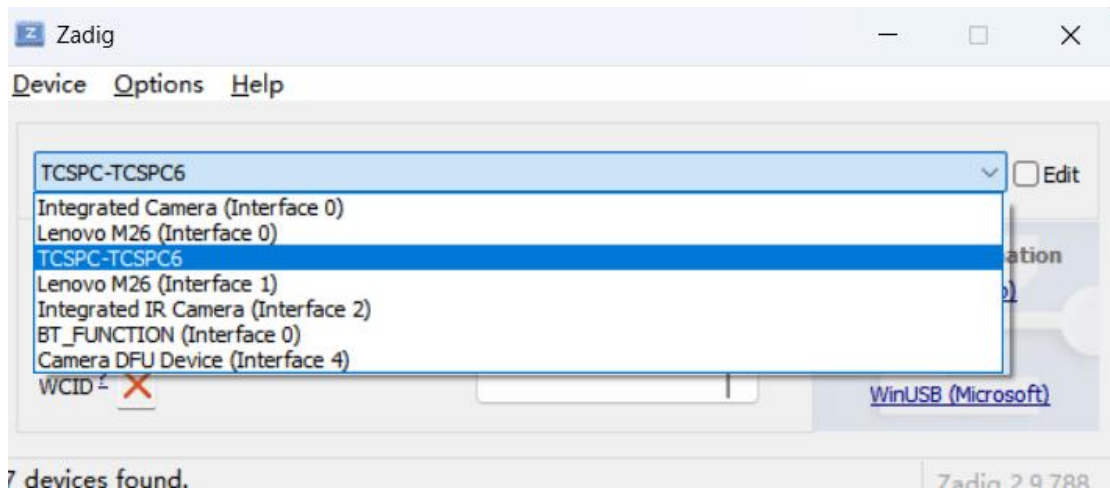 Zadig
Device Options Help
TCSPC-TCSPC6
Edit
Integrated Camera (Interface 0)
Lenovo M26 (Interface 0)
TCSPC-TCSPC6
Lenovo M26 (Interface 1)
Integrated IR Camera (Interface 2)
BT_FUNCTION (Interface 0)
Camera DFU Device (Interface 4)
WCID ?
WinUSB (Microsoft)
7 devices found.
Zadig 2.9.788